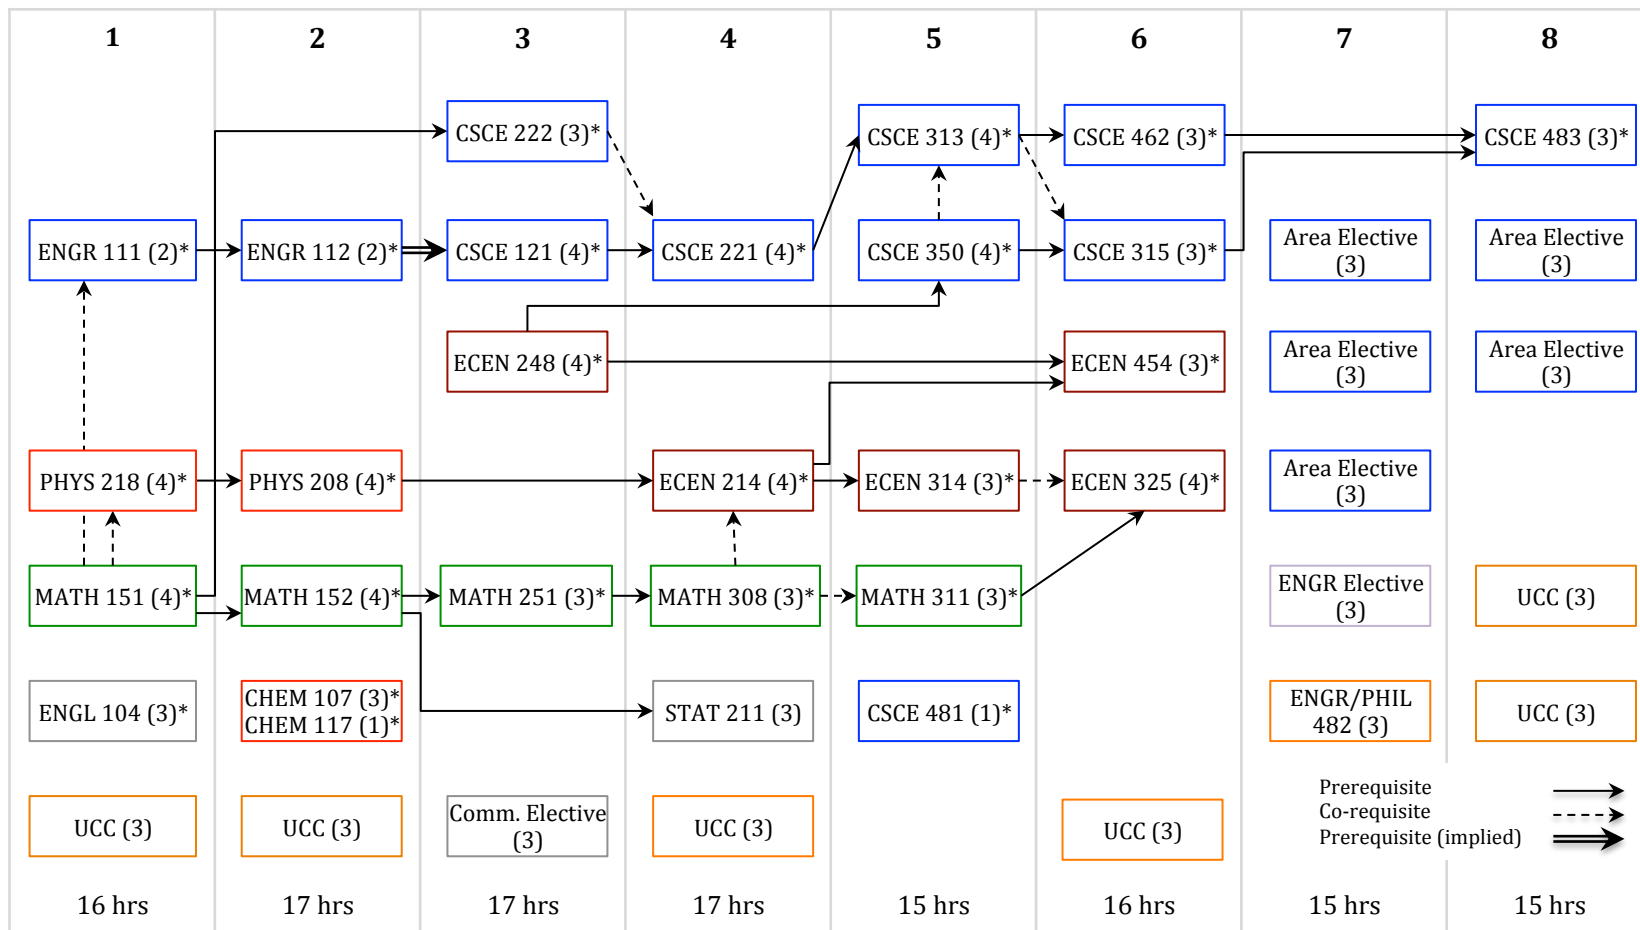 1 2 3 4 5 6 7 8
CSCE 222 (3)*
CSCE 313 (4)* CSCE 462 (3)* CSCE 483 (3)*
ENGR 111 (2)* ENGR 112 (2)* CSCE 121 (4)* CSCE 221 (4)* CSCE 350 (4)* CSCE 315 (3)*
Area Elective
(3)
Area Elective
(3)
ECEN 248 (4)* ECEN 454 (3)*
Area Elective
(3)
Area Elective
(3)
PHYS 218 (4)* PHYS 208 (4)* ECEN 214 (4)* ECEN 314 (3)* ECEN 325 (4)*
Area Elective
(3)
MATH 151 (4)* MATH 152 (4)* MATH 251 (3)* MATH 308 (3)* MATH 311 (3)*
ENGR Elective
(3)
UCC (3)
ENGL 104 (3)*
CHEM 107 (3)*
CHEM 117 (1)*
STAT 211 (3) CSCE 481 (1)*
ENGR/PHIL
482 (3)
UCC (3)
UCC (3) UCC (3)
Comm. Elective
(3)
UCC (3) UCC (3)
Prerequisite
Co-requisite
Prerequisite (implied)
16 hrs 17 hrs 17 hrs 17 hrs 15 hrs 16 hrs 15 hrs 15 hrs